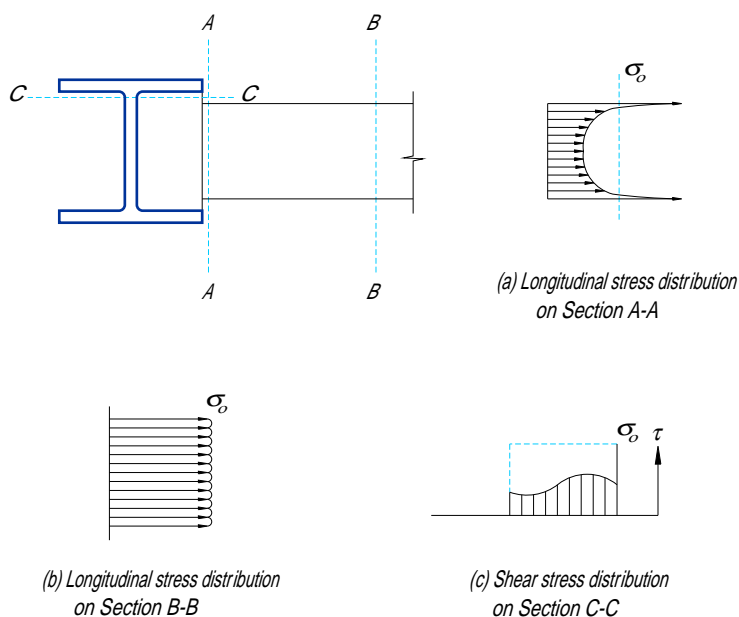 A
B
σo
C
C
A
B
(a) Longitudinal stress distribution
on Section A-A
σo
σo
τ
(b) Longitudinal stress distribution
on Section B-B
(c) Shear stress distribution
on Section C-C